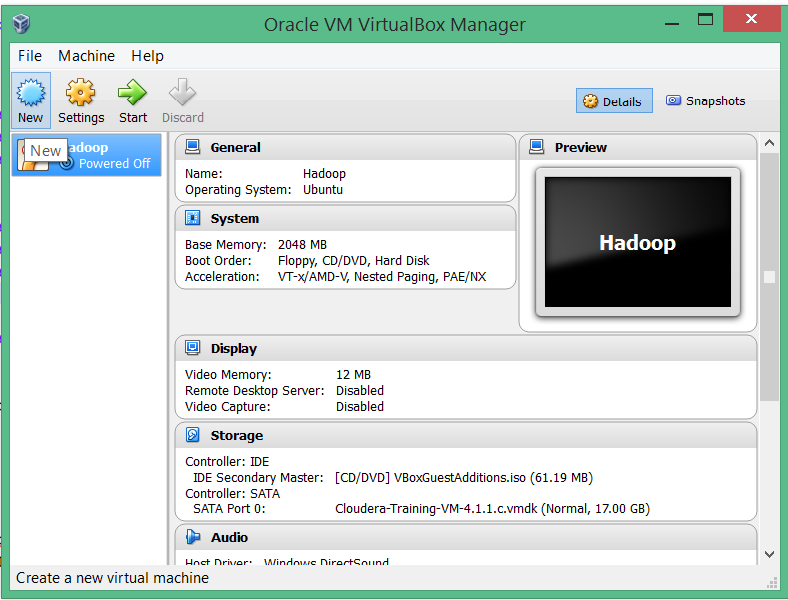 Oracle VM VirtualBox Manager
File Machine Help
New Settings Start Discard
Details Snapshots
New
adoop
Powered Off
General
Name: Hadoop
Operating System: Ubuntu
System
Base Memory: 2048 MB
Boot Order: Floppy, CD/DVD, Hard Disk
Acceleration: VT-x/AMD-V, Nested Paging, PAE/NX
Preview
Hadoop
Display
Video Memory: 12 MB
Remote Desktop Server: Disabled
Video Capture: Disabled
Storage
Controller: IDE
IDE Secondary Master: [CD/DVD] VBoxGuestAdditions.iso (61.19 MB)
Controller: SATA
SATA Port 0: Cloudera-Training-VM-4.1.1.c.vmdk (Normal, 17.00 GB)
Audio
Host Driver: Windows DirectSound
Create a new virtual machine